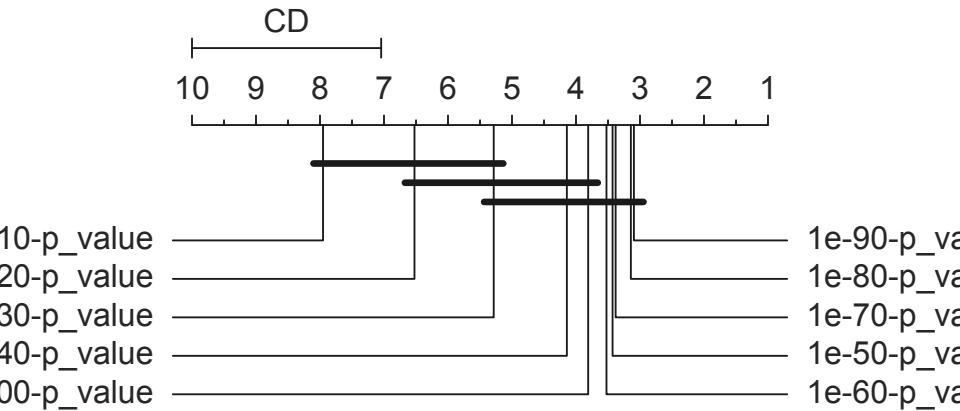 CD
10 9 8 7 6 5 4 3 2 1
10-p_value 1e-90-p_va
20-p_value 1e-80-p_va
30-p_value 1e-70-p_va
40-p_value 1e-50-p_va
00-p_value 1e-60-p_va